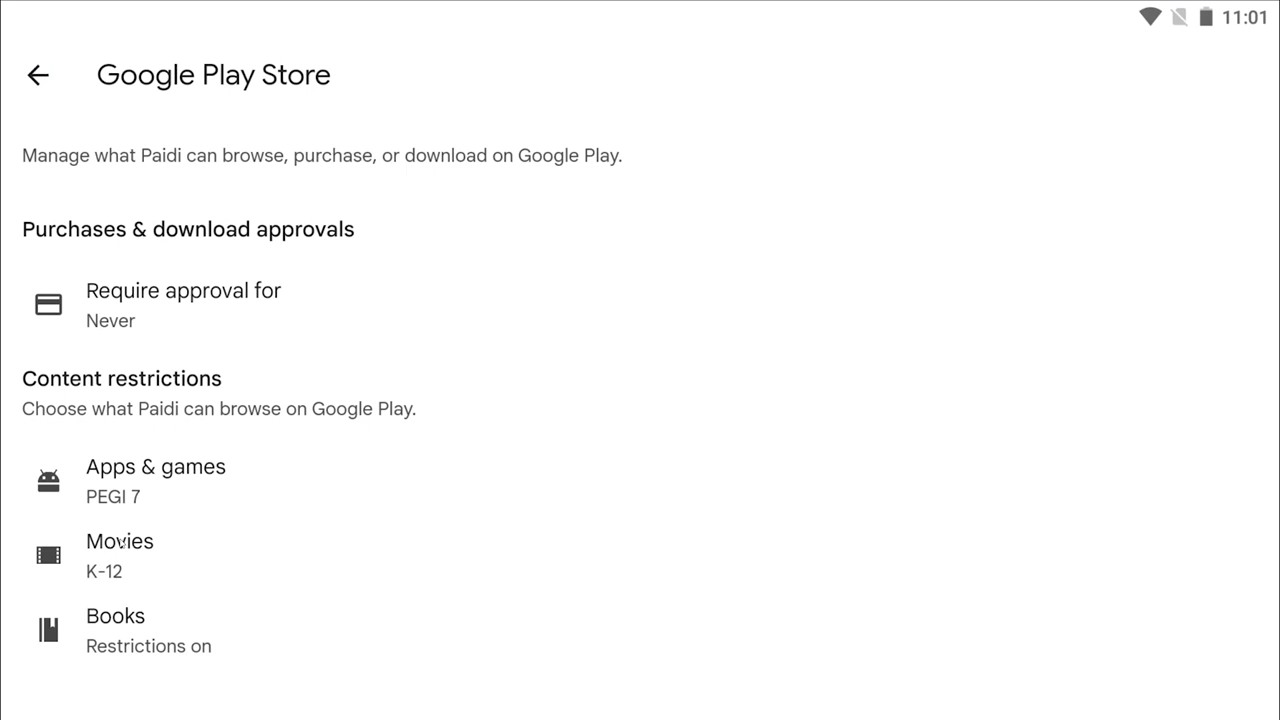 11:01
Google Play Store
Manage what Paidi can browse, purchase, or download on Google Play.
Purchases & download approvals
Require approval for
Never
Content restrictions
Choose what Paidi can browse on Google Play.
Apps & games
PEGI 7
Movies
K-12
Books
Restrictions on